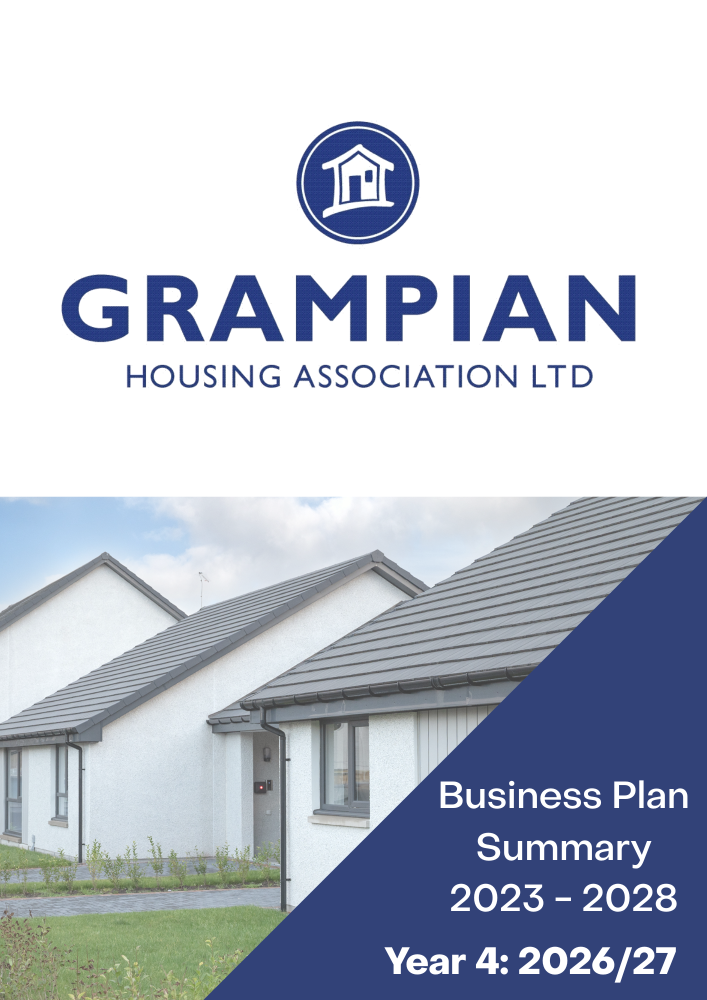 GRAMPIAN
HOUSING ASSOCIATION LTD
Business Plan
Summary
2023 – 2028
Year 4: 2026/27